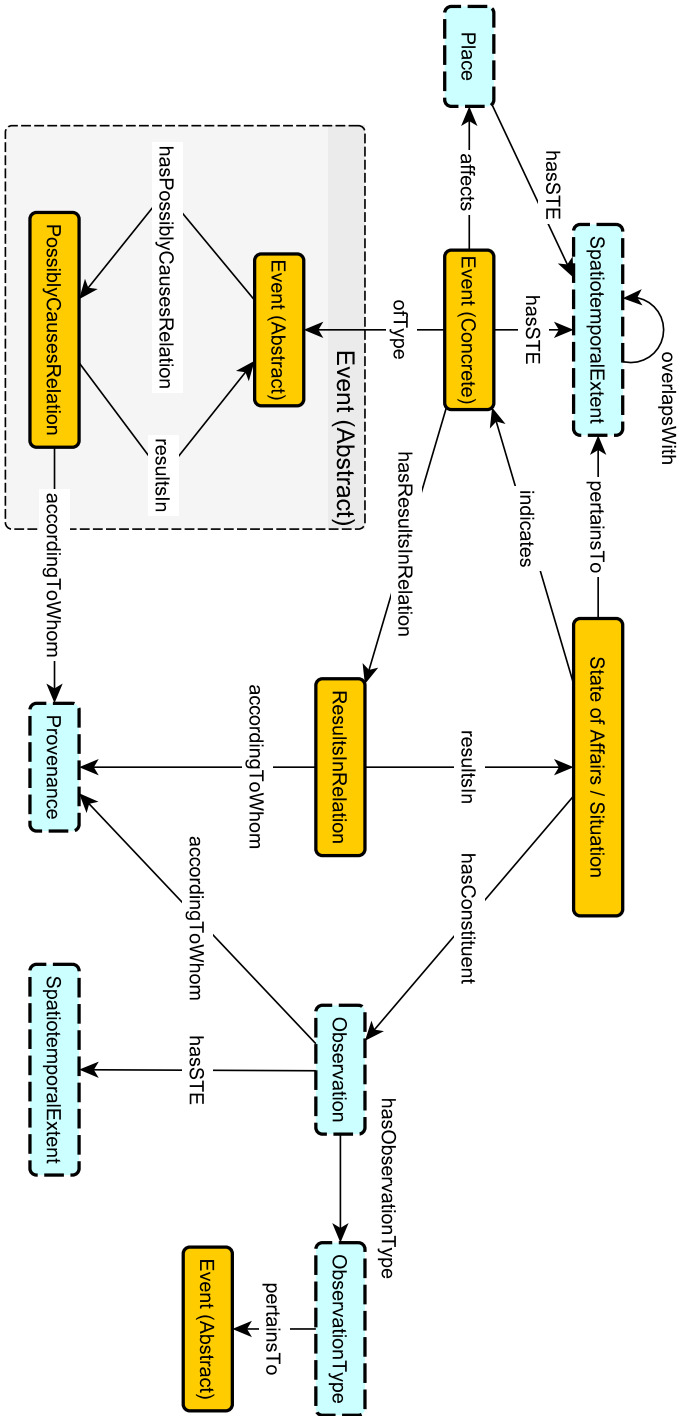 overlapsWith
SpatiotemporalExtent
pertainsTo
State of Affairs / Situation
hasSTE
hasSTE
indicates
Place
affects
Event (Concrete)
resultsIn
hasConstituent
ofType
hasResultsInRelation
hasObservationType
Event (Abstract)
ResultsInRelation
Observation
ObservationType
Event (Abstract)
accordingToWhom
pertainsTo
accordingToWhom
hasSTE
Event (Abstract)
hasPossiblyCausesRelation
resultsIn
PossiblyCausesRelation
accordingToWhom
Provenance
SpatiotemporalExtent